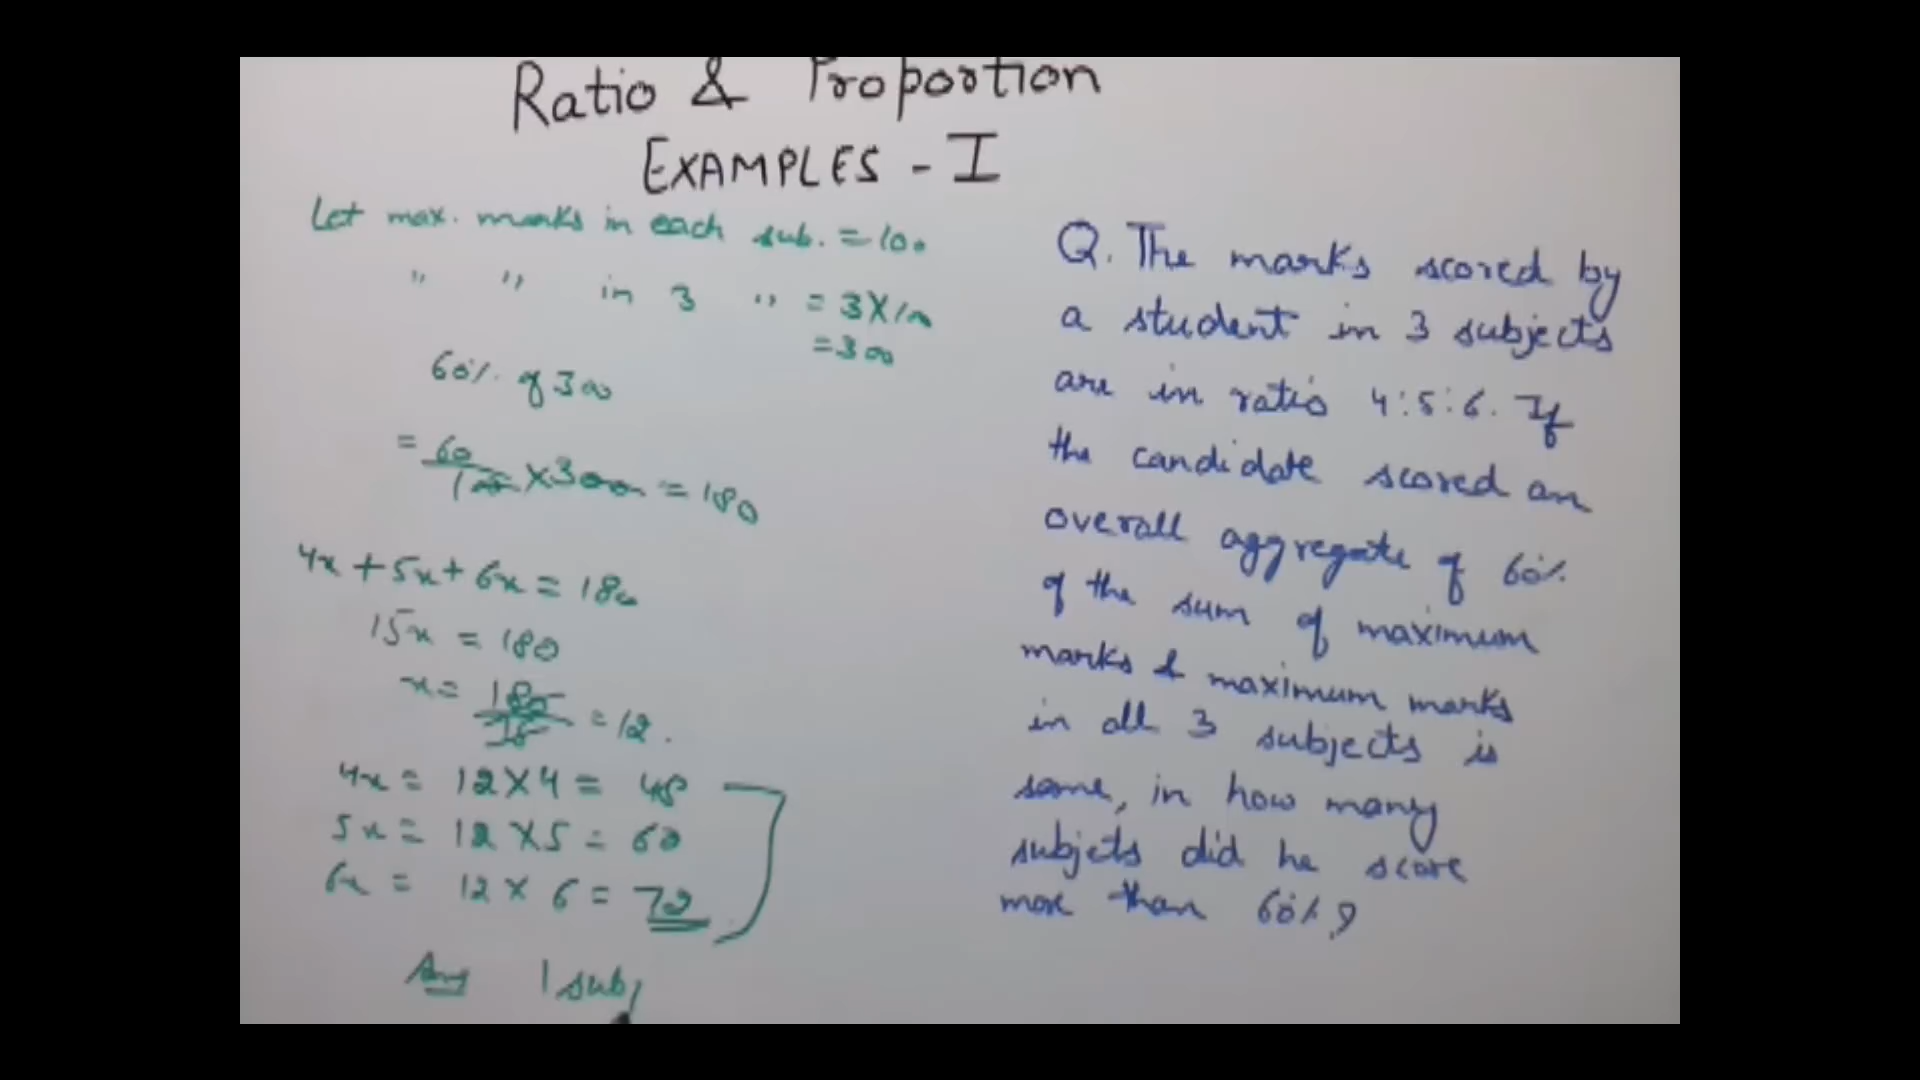 Ratio & Proportion
EXAMPLES - I
Let max. marks in each sub. = 100
" " in 3 " = 3X100
= 300
60% of 300
= 60/100 X 300 = 180
4x + 5x + 6x = 180
15x = 180
x = 180/15 = 12.
4x = 12 X 4 = 48
5x = 12 X 5 = 60
6x = 12 X 6 = 72
Ans 1 subj
Q. The marks scored by
a student in 3 subjects
are in ratio 4:5:6. If
the candidate scored an
overall aggregate of 60%
of the sum of maximum
marks & maximum marks
in all 3 subjects is
same, in how many
subjets did he score
more than 60%?